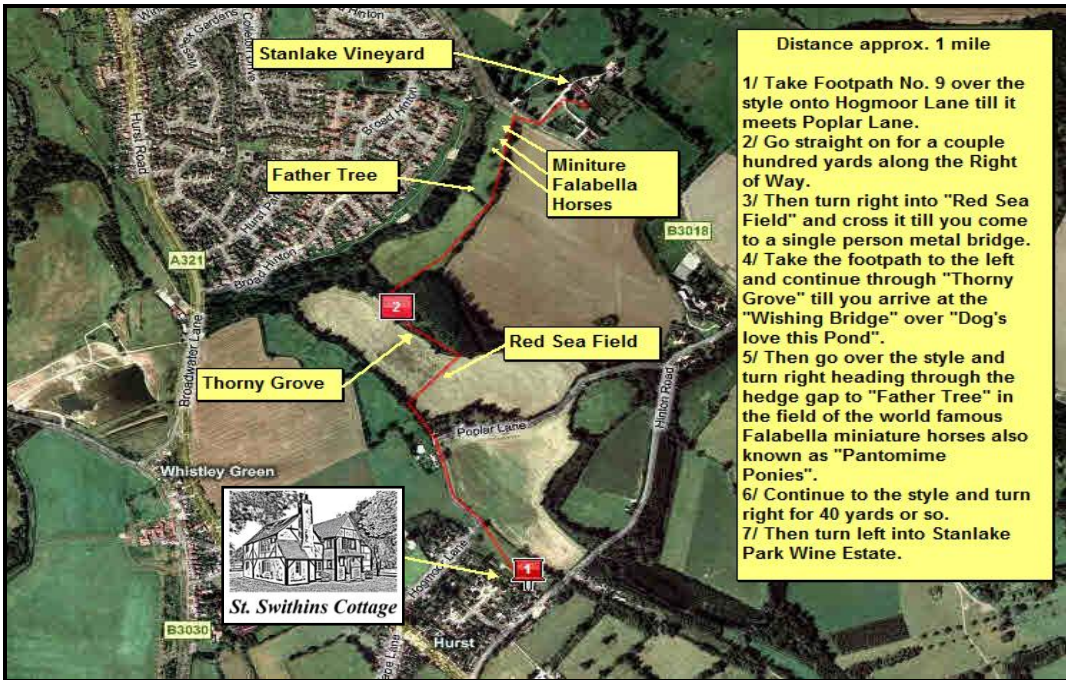 Essex Gardens
Stanlake Vineyard
Broad Hinton
Hurst Road
Father Tree
Miniture
Falabella
Horses
Hurst Park
B3018
A321
Broad Hinton
2
Broadwater Lane
Red Sea Field
Thorny Grove
Hinton Road
Poplar Lane
Whistley Green
Hogmoor Lane
1
St. Swithins Cottage
B3030
Hurst
Distance approx. 1 mile
1/ Take Footpath No. 9 over the
style onto Hogmoor Lane till it
meets Poplar Lane.
2/ Go straight on for a couple
hundred yards along the Right
of Way.
3/ Then turn right into "Red Sea
Field" and cross it till you come
to a single person metal bridge.
4/ Take the footpath to the left
and continue through "Thorny
Grove" till you arrive at the
"Wishing Bridge" over "Dog's
love this Pond".
5/ Then go over the style and
turn right heading through the
hedge gap to "Father Tree" in
the field of the world famous
Falabella miniature horses also
known as "Pantomime
Ponies".
6/ Continue to the style and turn
right for 40 yards or so.
7/ Then turn left into Stanlake
Park Wine Estate.